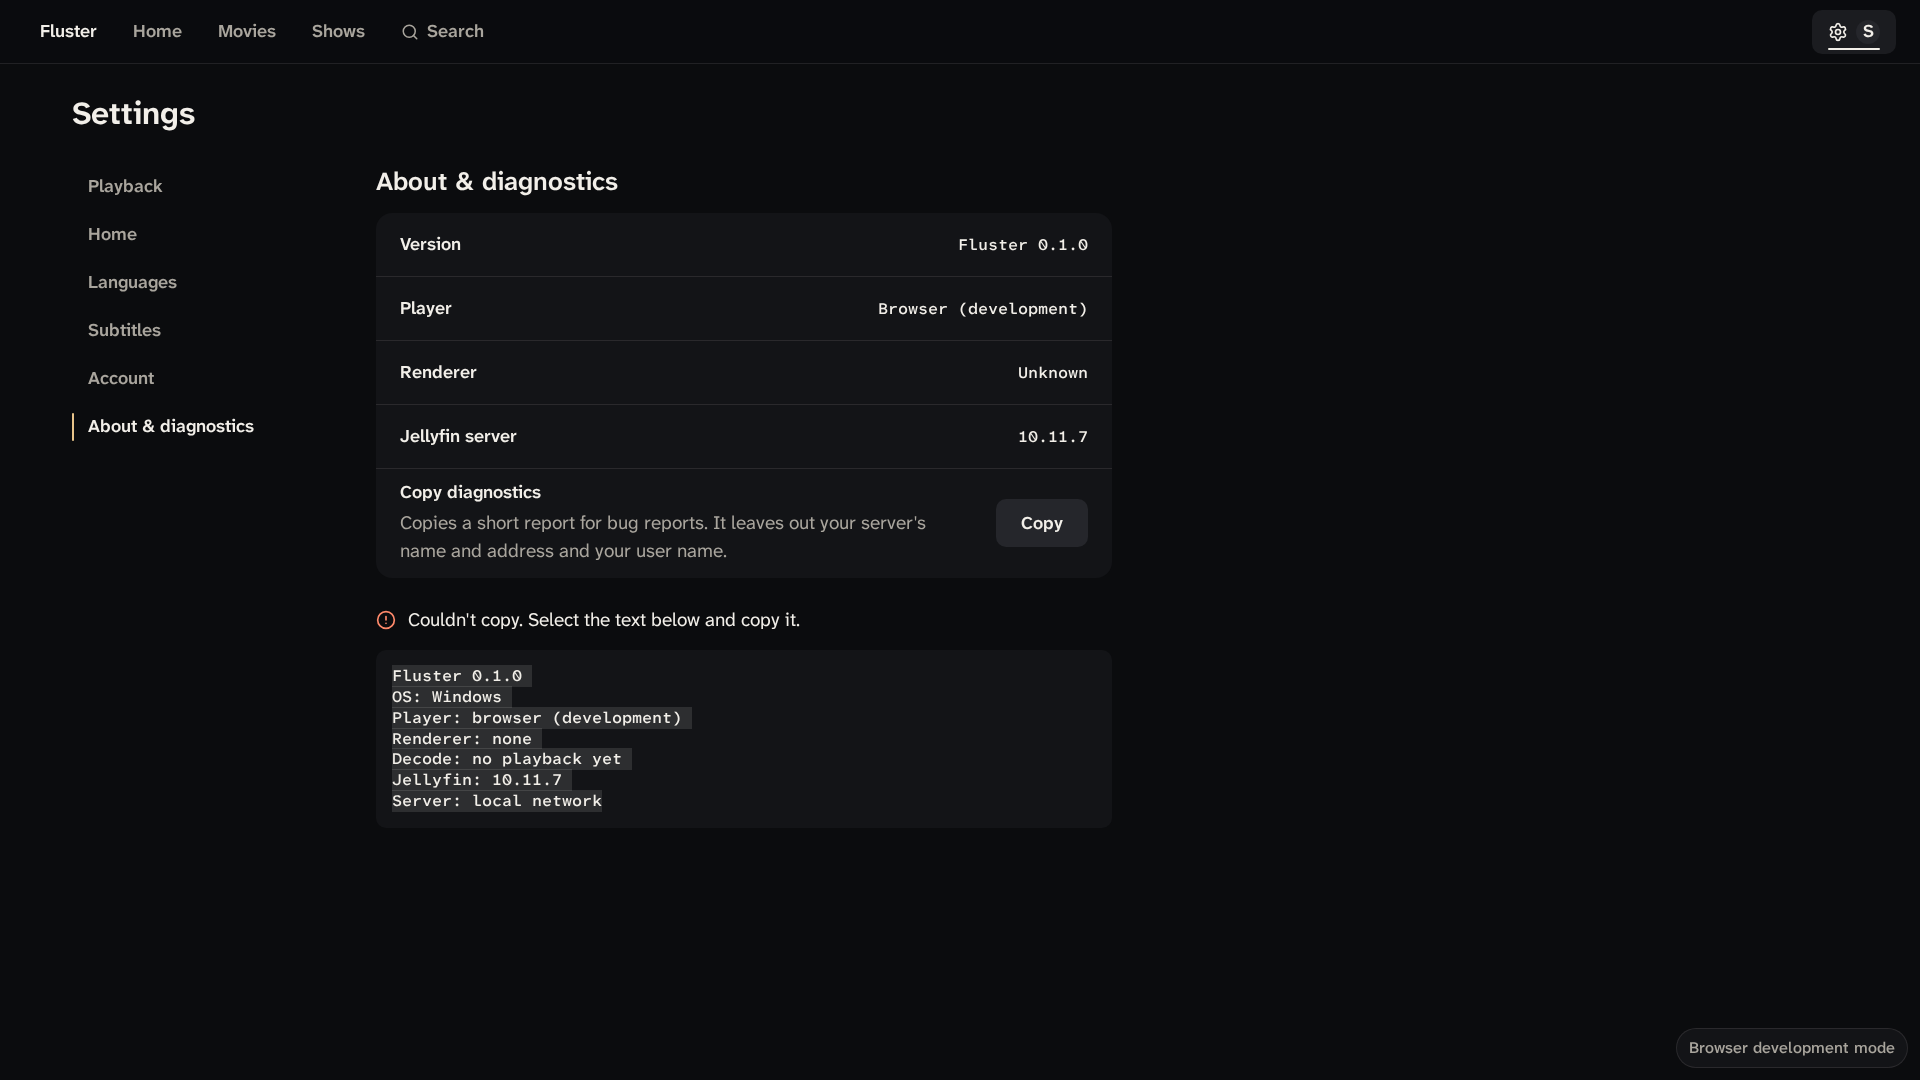 Fluster
Home
Movies
Shows
Search
S
Settings
Playback
Home
Languages
Subtitles
Account
About & diagnostics
About & diagnostics
Version
Fluster 0.1.0
Player
Browser (development)
Renderer
Unknown
Jellyfin server
10.11.7
Copy diagnostics
Copies a short report for bug reports. It leaves out your server's
name and address and your user name.
Copy
Couldn't copy. Select the text below and copy it.
Fluster 0.1.0
OS: Windows
Player: browser (development)
Renderer: none
Decode: no playback yet
Jellyfin: 10.11.7
Server: local network
Browser development mode